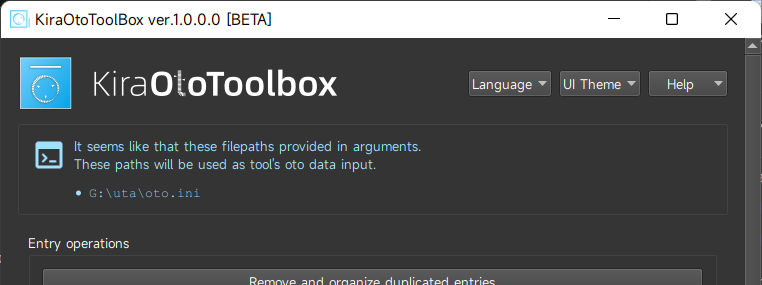 KiraOtoToolBox ver.1.0.0.0 [BETA]
KiraOtoToolbox
Language
UI Theme
Help
It seems like that these filepaths provided in arguments.
These paths will be used as tool's oto data input.
• G:\uta\oto.ini
Entry operations
Remove and organize duplicated entries